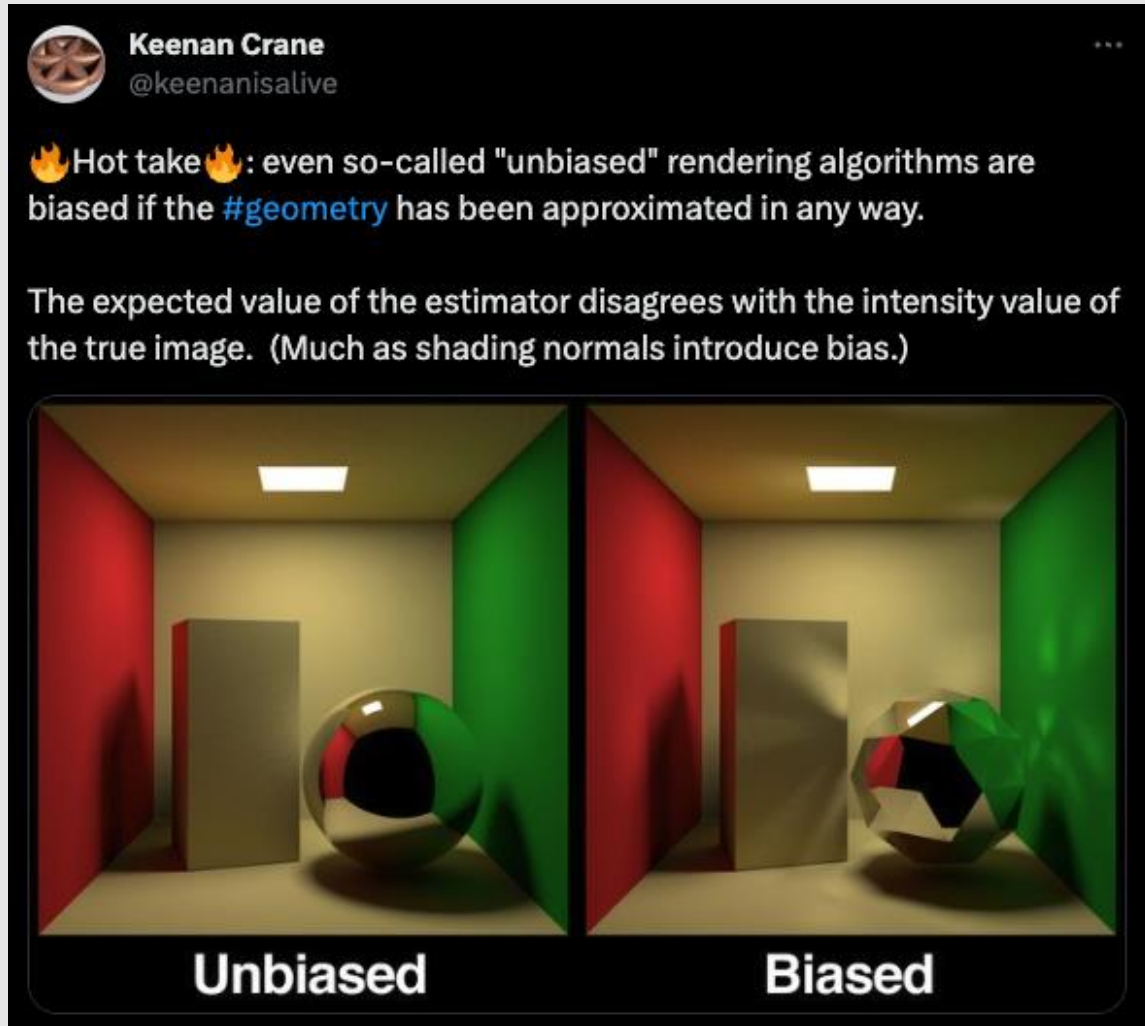 Keenan Crane
@keenanisalive
🔥Hot take🔥: even so-called "unbiased" rendering algorithms are
biased if the #geometry has been approximated in any way.
The expected value of the estimator disagrees with the intensity value of
the true image.  (Much as shading normals introduce bias.)
Unbiased
Biased